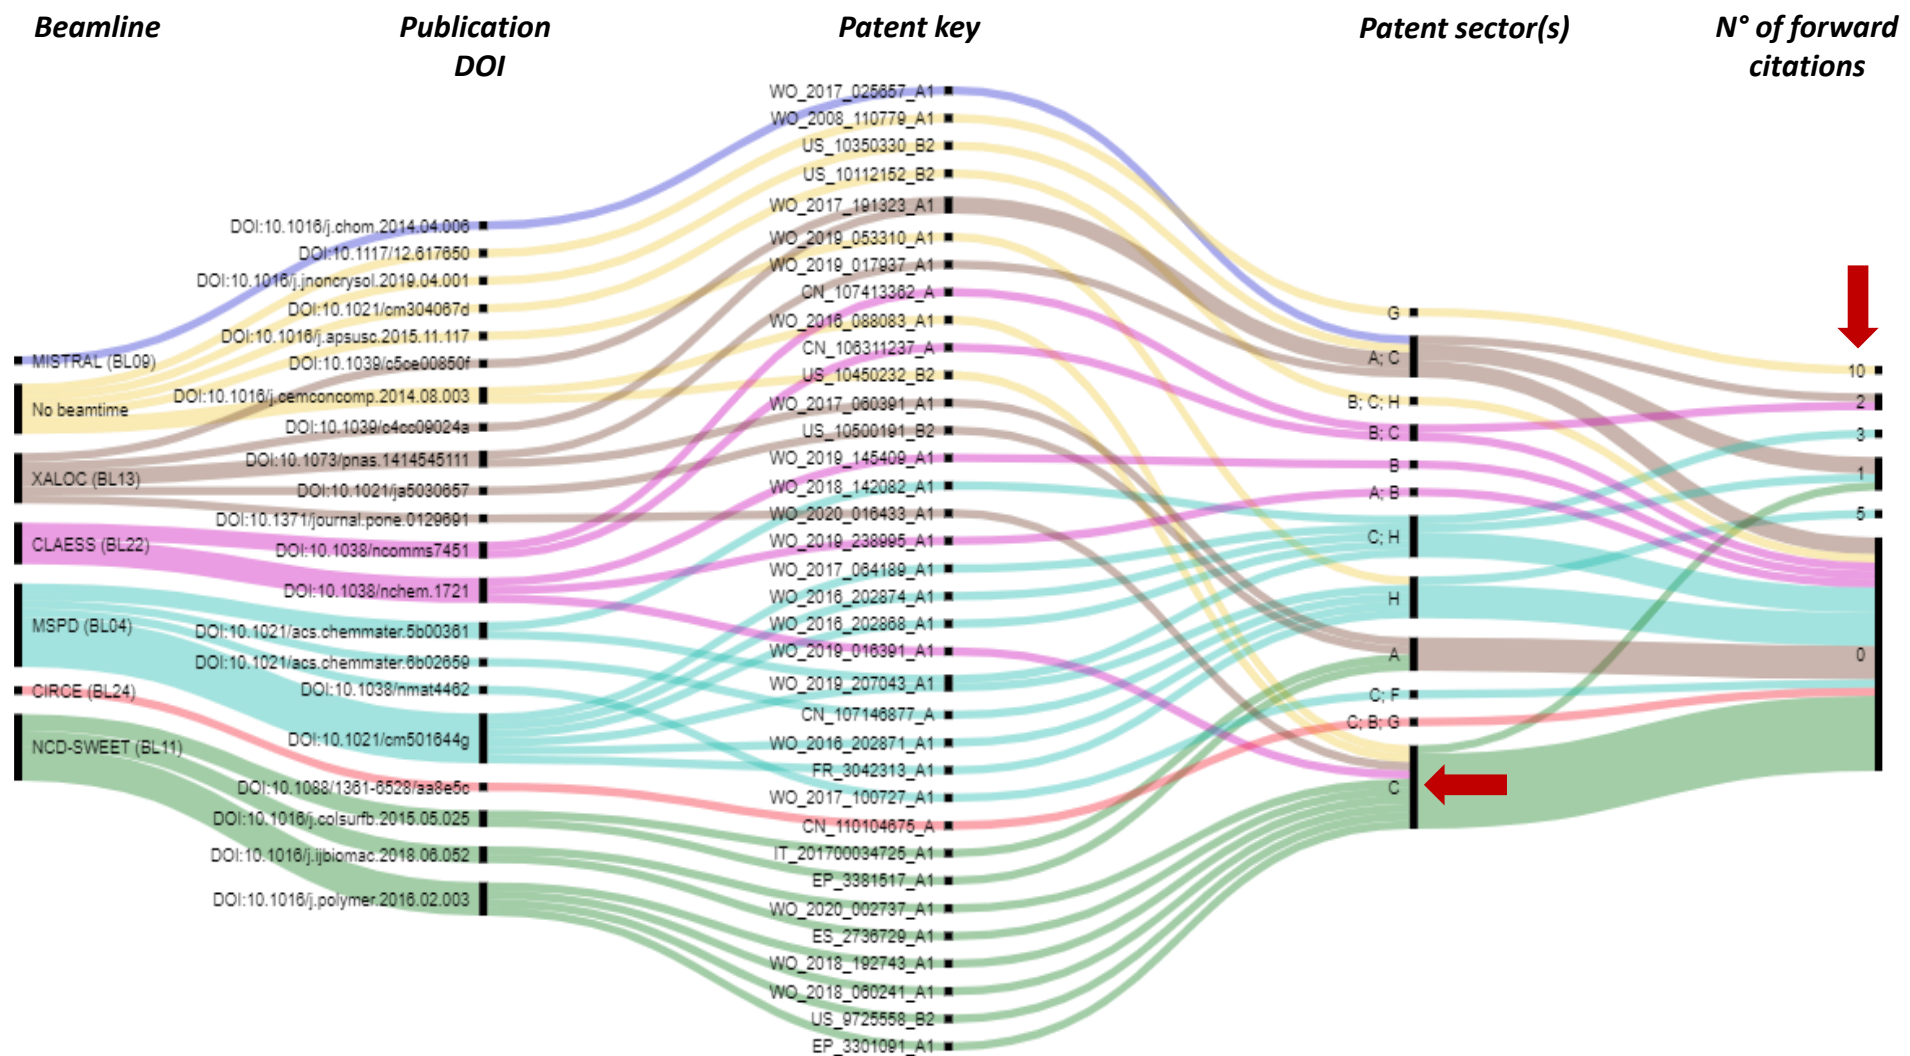 Beamline
Publication
DOI
Patent key
Patent sector(s)
N° of forward
citations
MISTRAL (BL09)
No beamtime
XALOC (BL13)
CLAESS (BL22)
MSPD (BL04)
CIRCE (BL24)
NCD-SWEET (BL11)
DOI:10.1016/j.chom.2014.04.006
DOI:10.1117/12.617650
DOI:10.1016/j.jnoncrysol.2019.04.001
DOI:10.1021/cm304067d
DOI:10.1016/j.apsusc.2015.11.117
DOI:10.1039/c5ce00850f
DOI:10.1016/j.cemconcomp.2014.08.003
DOI:10.1039/c4cc09024a
DOI:10.1073/pnas.1414545111
DOI:10.1021/ja5030657
DOI:10.1371/journal.pone.0129691
DOI:10.1038/ncomms7451
DOI:10.1038/nchem.1721
DOI:10.1021/acs.chemmater.5b00361
DOI:10.1021/acs.chemmater.6b02659
DOI:10.1038/nmat4462
DOI:10.1021/cm501644g
DOI:10.1088/1361-6528/aa8e5c
DOI:10.1016/j.colsurfb.2015.05.025
DOI:10.1016/j.ijbiomac.2018.06.052
DOI:10.1016/j.polymer.2016.02.003
WO_2017_025657_A1
WO_2008_110779_A1
US_10350330_B2
US_10112152_B2
WO_2017_191323_A1
WO_2019_053310_A1
WO_2019_017937_A1
CN_107413362_A
WO_2016_088083_A1
CN_106311237_A
US_10450232_B2
WO_2017_060391_A1
US_10500191_B2
WO_2019_145409_A1
WO_2018_142082_A1
WO_2020_016433_A1
WO_2019_238995_A1
WO_2017_064189_A1
WO_2016_202874_A1
WO_2016_202868_A1
WO_2019_016391_A1
WO_2019_207043_A1
CN_107146877_A
WO_2016_202871_A1
FR_3042313_A1
WO_2017_100727_A1
CN_110104675_A
IT_201700034725_A1
EP_3381517_A1
WO_2020_002737_A1
ES_2736729_A1
WO_2018_192743_A1
WO_2018_060241_A1
US_9725558_B2
EP_3301091_A1
G
A; C
B; C; H
B; C
B
A; B
C; H
H
A
C; F
C; B; G
C
10
2
3
1
5
0